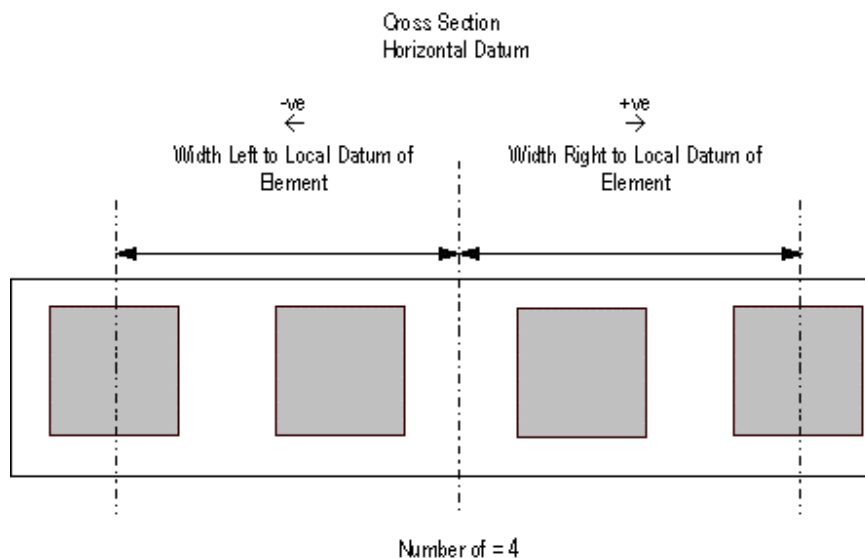 Cross Section
Horizontal Datum
-ve
+ve
Width Left to Local Datum of
Element
Width Right to Local Datum of
Element
Number of = 4